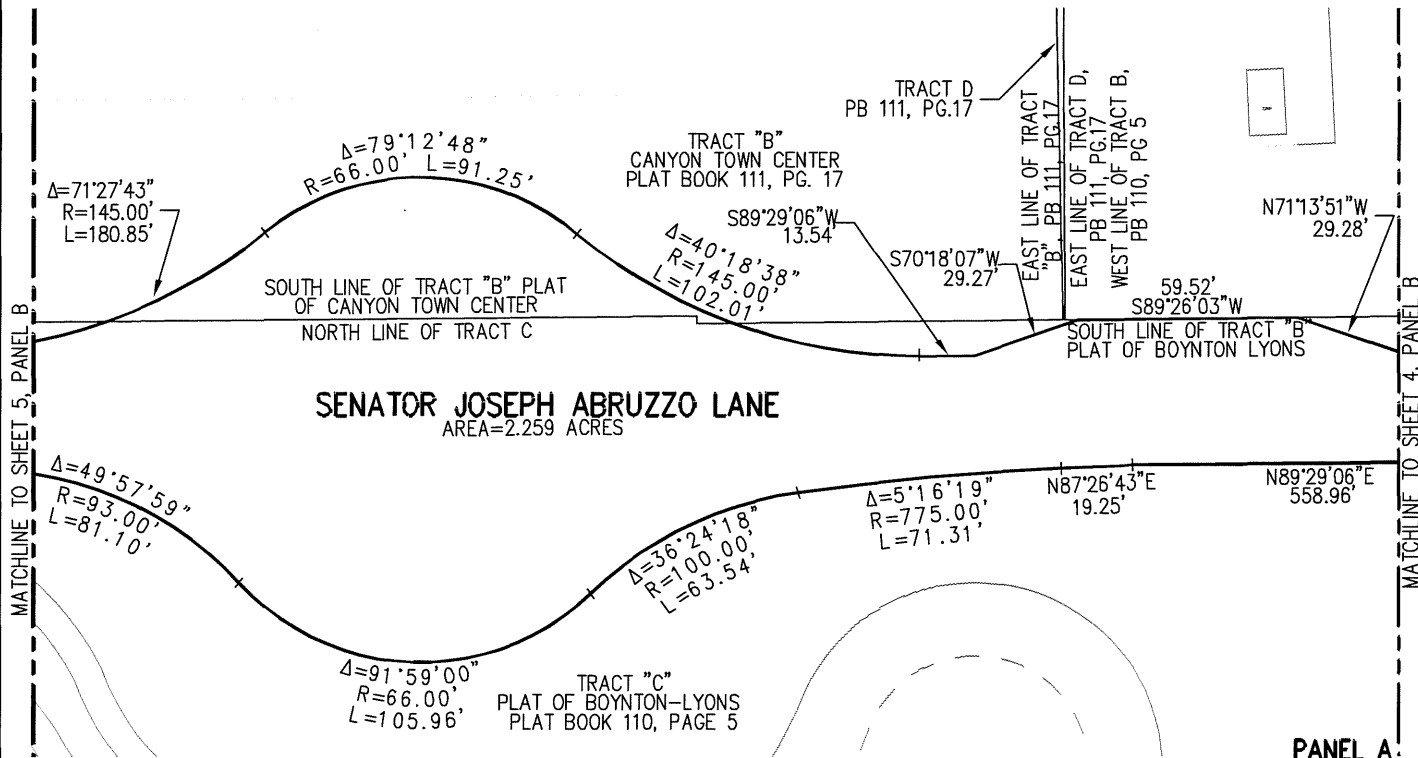 TRACT D
PB 111, PG.17
Δ=79°12'48"
R=66.00' L=91.25'
TRACT "B"
CANYON TOWN CENTER
PLAT BOOK 111, PG. 17
EAST LINE OF TRACT
"B", PB 111, PG.17
EAST LINE OF TRACT D,
PB 111, PG.17
WEST LINE OF TRACT B,
PB 110, PG 5
Δ=71°27'43"
R=145.00'
L=180.85'
S89°29'06"W
13.54'
N71°13'51"W
29.28'
Δ=40°18'38"
R=145.00'
L=102.01'
S70°18'07"W
29.27'
SOUTH LINE OF TRACT "B" PLAT
OF CANYON TOWN CENTER
NORTH LINE OF TRACT C
59.52'
S89°26'03"W
SOUTH LINE OF TRACT "B"
PLAT OF BOYNTON LYONS
MATCHLINE TO SHEET 5, PANEL B
MATCHLINE TO SHEET 4, PANEL B
SENATOR JOSEPH ABRUZZO LANE
AREA=2.259 ACRES
Δ=49°57'59"
R=93.00'
L=81.10'
Δ=36°24'18"
R=100.00'
L=63.54'
Δ=5°16'19"
R=775.00'
L=71.31'
N87°26'43"E
19.25'
N89°29'06"E
558.96'
Δ=91°59'00"
R=66.00'
L=105.96'
TRACT "C"
PLAT OF BOYNTON-LYONS
PLAT BOOK 110, PAGE 5
PANEL A